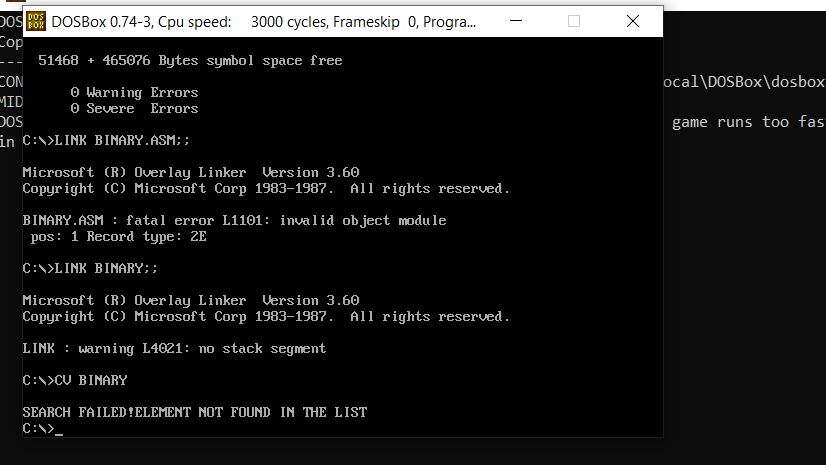 DOSBox 0.74-3, Cpu speed:    3000 cycles, Frameskip  0, Progra...
51468 + 465076 Bytes symbol space free
0 Warning Errors
0 Severe  Errors
C:\>LINK BINARY.ASM;;
Microsoft (R) Overlay Linker  Version 3.60
Copyright (C) Microsoft Corp 1983-1987.  All rights reserved.
BINARY.ASM : fatal error L1101: invalid object module
pos: 1 Record type: 2E
C:\>LINK BINARY;;
Microsoft (R) Overlay Linker  Version 3.60
Copyright (C) Microsoft Corp 1983-1987.  All rights reserved.
LINK : warning L4021: no stack segment
C:\>CV BINARY
SEARCH FAILED!ELEMENT NOT FOUND IN THE LIST
C:\>_
DOS
Cop
---
CON
ocal\DOSBox\dosbox
MID
DOS
game runs too fas
in